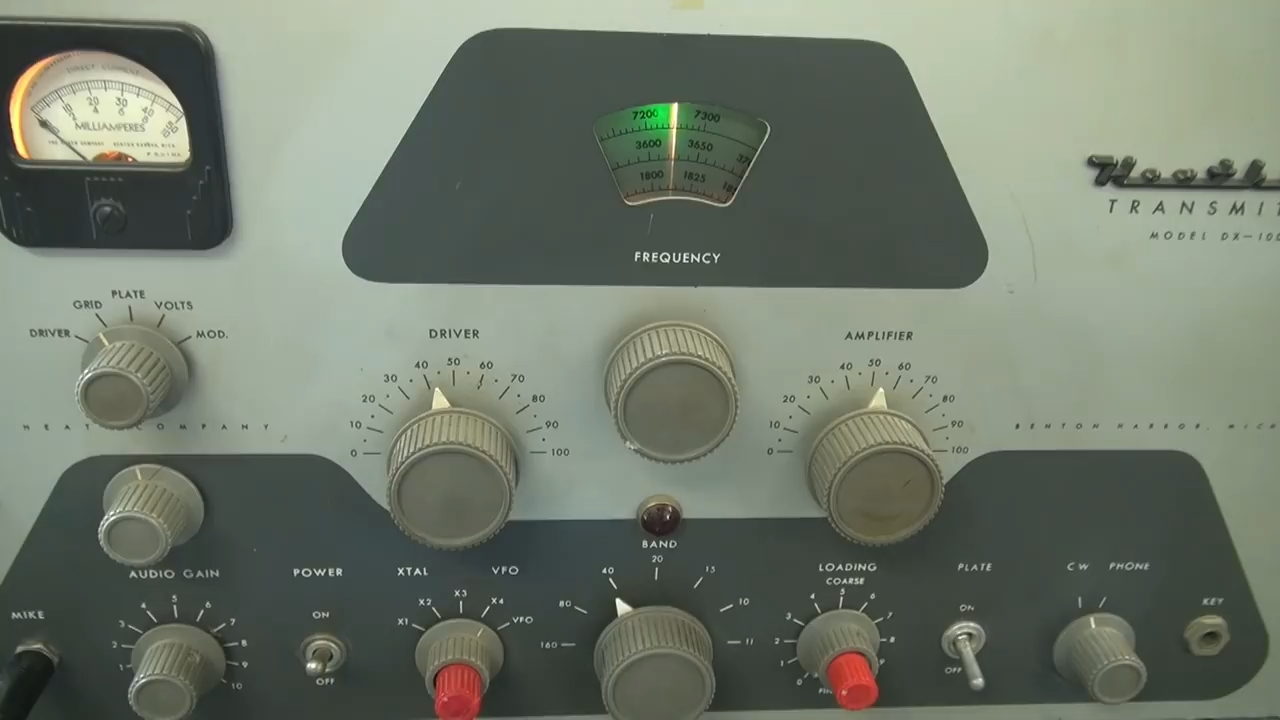 DIRECT CURRENT
10 20 30 40 50
2 4 6
MILLIAMPERES
7200 7300
3600 3650
1800 1825
FREQUENCY
Heath
TRANSMIT
MODEL DX-100
DRIVER GRID PLATE VOLTS MOD.
DRIVER
0 10 20 30 40 50 60 70 80 90 100
AMPLIFIER
0 10 20 30 40 50 60 70 80 90 100
HEAT COMPANY
BENTON HARBOR, MICH
MIKE
AUDIO GAIN
1 2 3 4 5 6 7 8 9 10
POWER
ON
OFF
XTAL VFO
X1 X2 X3 X4 VFO
BAND
160 80 40 20 15 10 11
LOADING
COARSE
0 1 2 3 4 5 6 7 8
PLATE
ON
OFF
CW PHONE
KEY